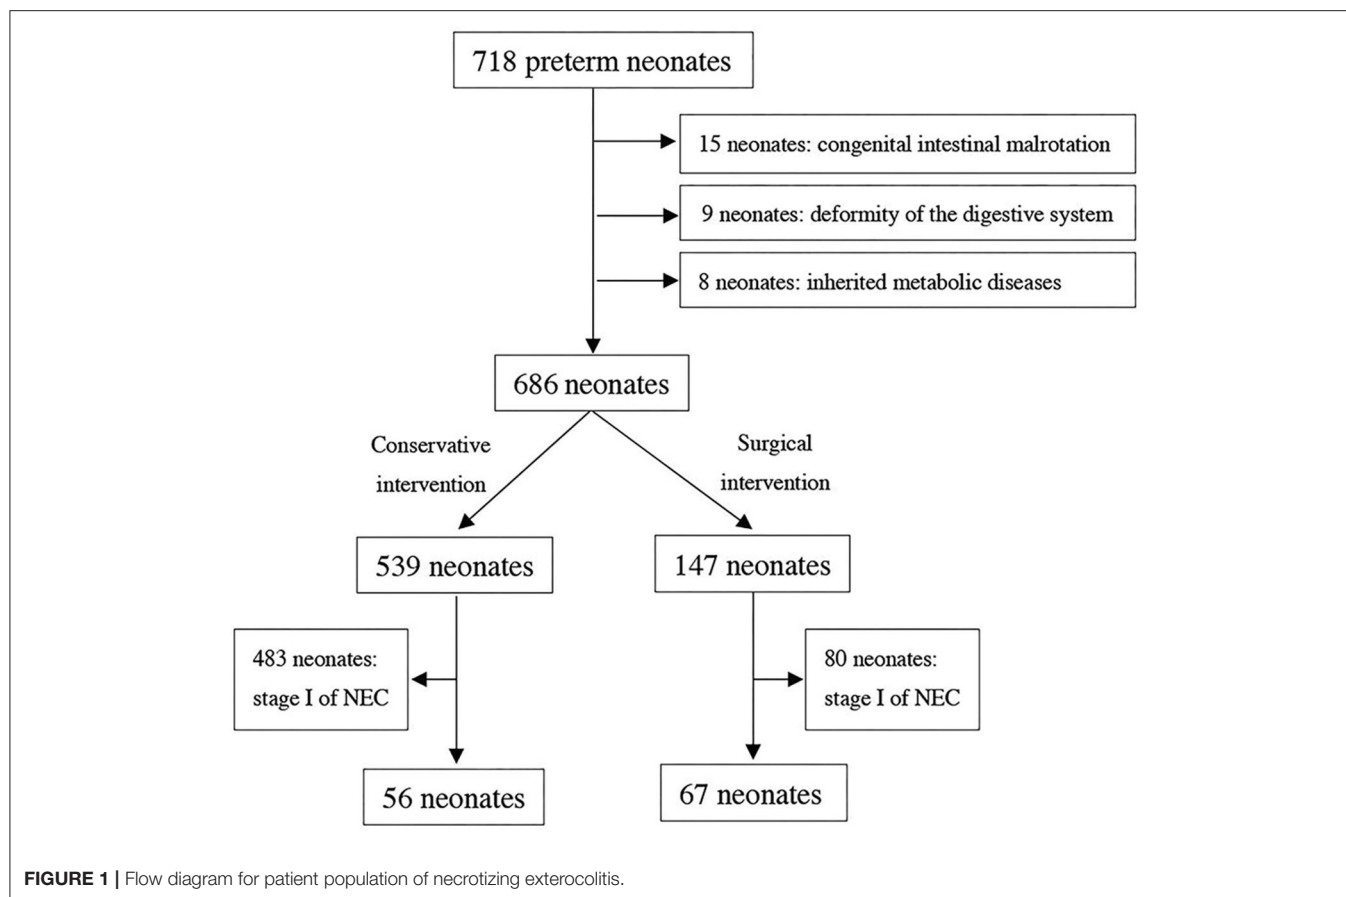 718 preterm neonates
15 neonates: congenital intestinal malrotation
9 neonates: deformity of the digestive system
8 neonates: inherited metabolic diseases
686 neonates
Conservative
intervention
Surgical
intervention
539 neonates
147 neonates
483 neonates:
stage I of NEC
80 neonates:
stage I of NEC
56 neonates
67 neonates
FIGURE 1 | Flow diagram for patient population of necrotizing exterocolitis.